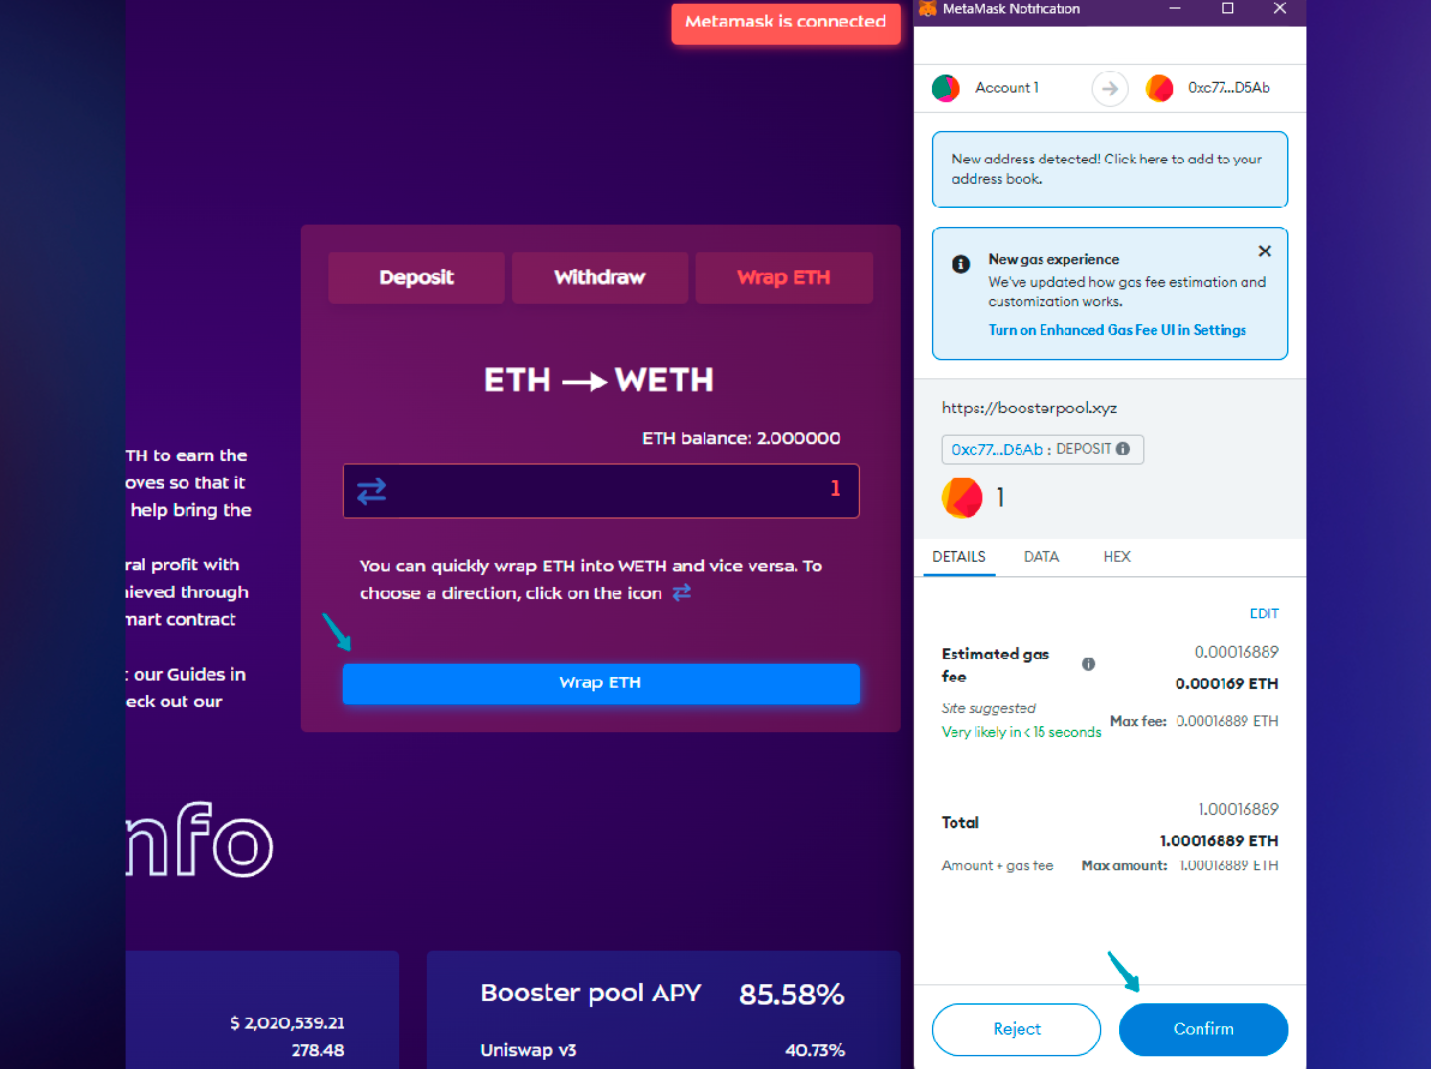 Metamask is connected
Deposit
Withdraw
Wrap ETH
ETH → WETH
ETH balance: 2.000000
1
You can quickly wrap ETH into WETH and vice versa. To
choose a direction, click on the icon
Wrap ETH
TH to earn the
oves so that it
help bring the
ral profit with
nieved through
mart contract
our Guides in
eck out our
nfo
$ 2,020,539.21
278.48
Booster pool APY 85.58%
Uniswap v3 40.73%
MetaMask Notification
Account 1
0xc77...D5Ab
New address detected! Click here to add to your
address book.
New gas experience
We've updated how gas fee estimation and
customization works.
Turn on Enhanced Gas Fee UI in Settings
https://boosterpool.xyz
0xc77...D5Ab : DEPOSIT
1
DETAILS
DATA
HEX
EDIT
Estimated gas
fee
0.00016889
0.000169 ETH
Site suggested
Very likely in < 15 seconds
Max fee: 0.00016889 ETH
Total
1.00016889
1.00016889 ETH
Amount + gas fee
Max amount: 1.00016889 ETH
Reject
Confirm